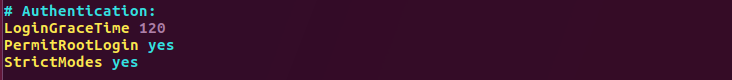 # Authentication:
LoginGraceTime 120
PermitRootLogin yes
StrictModes yes